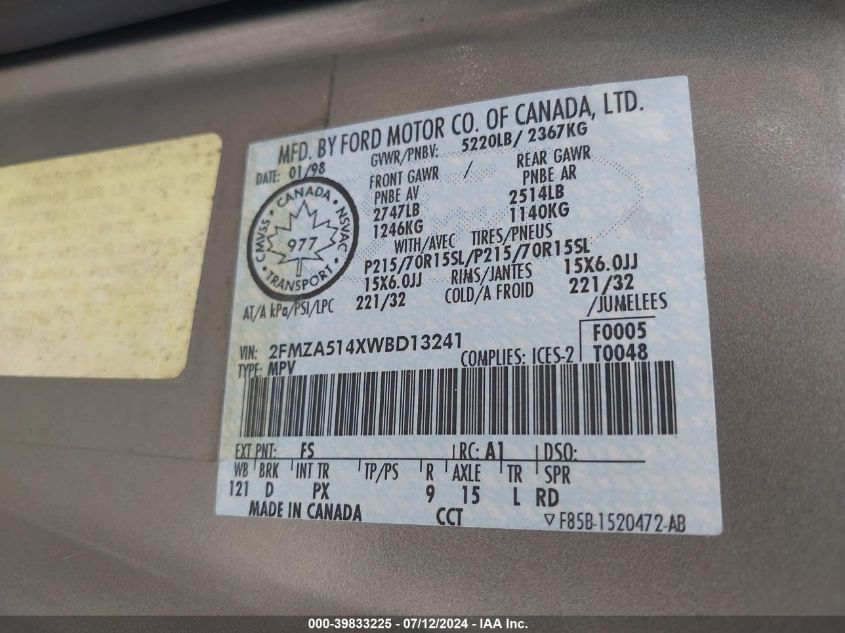 MFD. BY FORD MOTOR CO. OF CANADA, LTD.
DATE: 01/98 GVWR/PNBV: 5220LB/ 2367KG
FRONT GAWR / REAR GAWR
PNBE AV PNBE AR
2747LB 2514LB
1246KG 1140KG
CMVSS • CANADA • NSVAC • TRANSPORT •
977
WITH/AVEC TIRES/PNEUS
P215/70R15SL/P215/70R15SL
15X6.0JJ RIMS/JANTES 15X6.0JJ
AT/A kPa/PSI/LPC 221/32 COLD/A FROID 221/32
/JUMELEES
VIN: 2FMZA514XWBD13241 F0005
TYPE: MPV COMPLIES: ICES-2 T0048
EXT PNT: FS RC: A1 DSO:
WB BRK INT TR TP/PS R AXLE TR SPR
121 D PX 9 15 L RD
MADE IN CANADA CCT ▽ F85B-1520472-AB
000-39833225 - 07/12/2024 - IAA Inc.